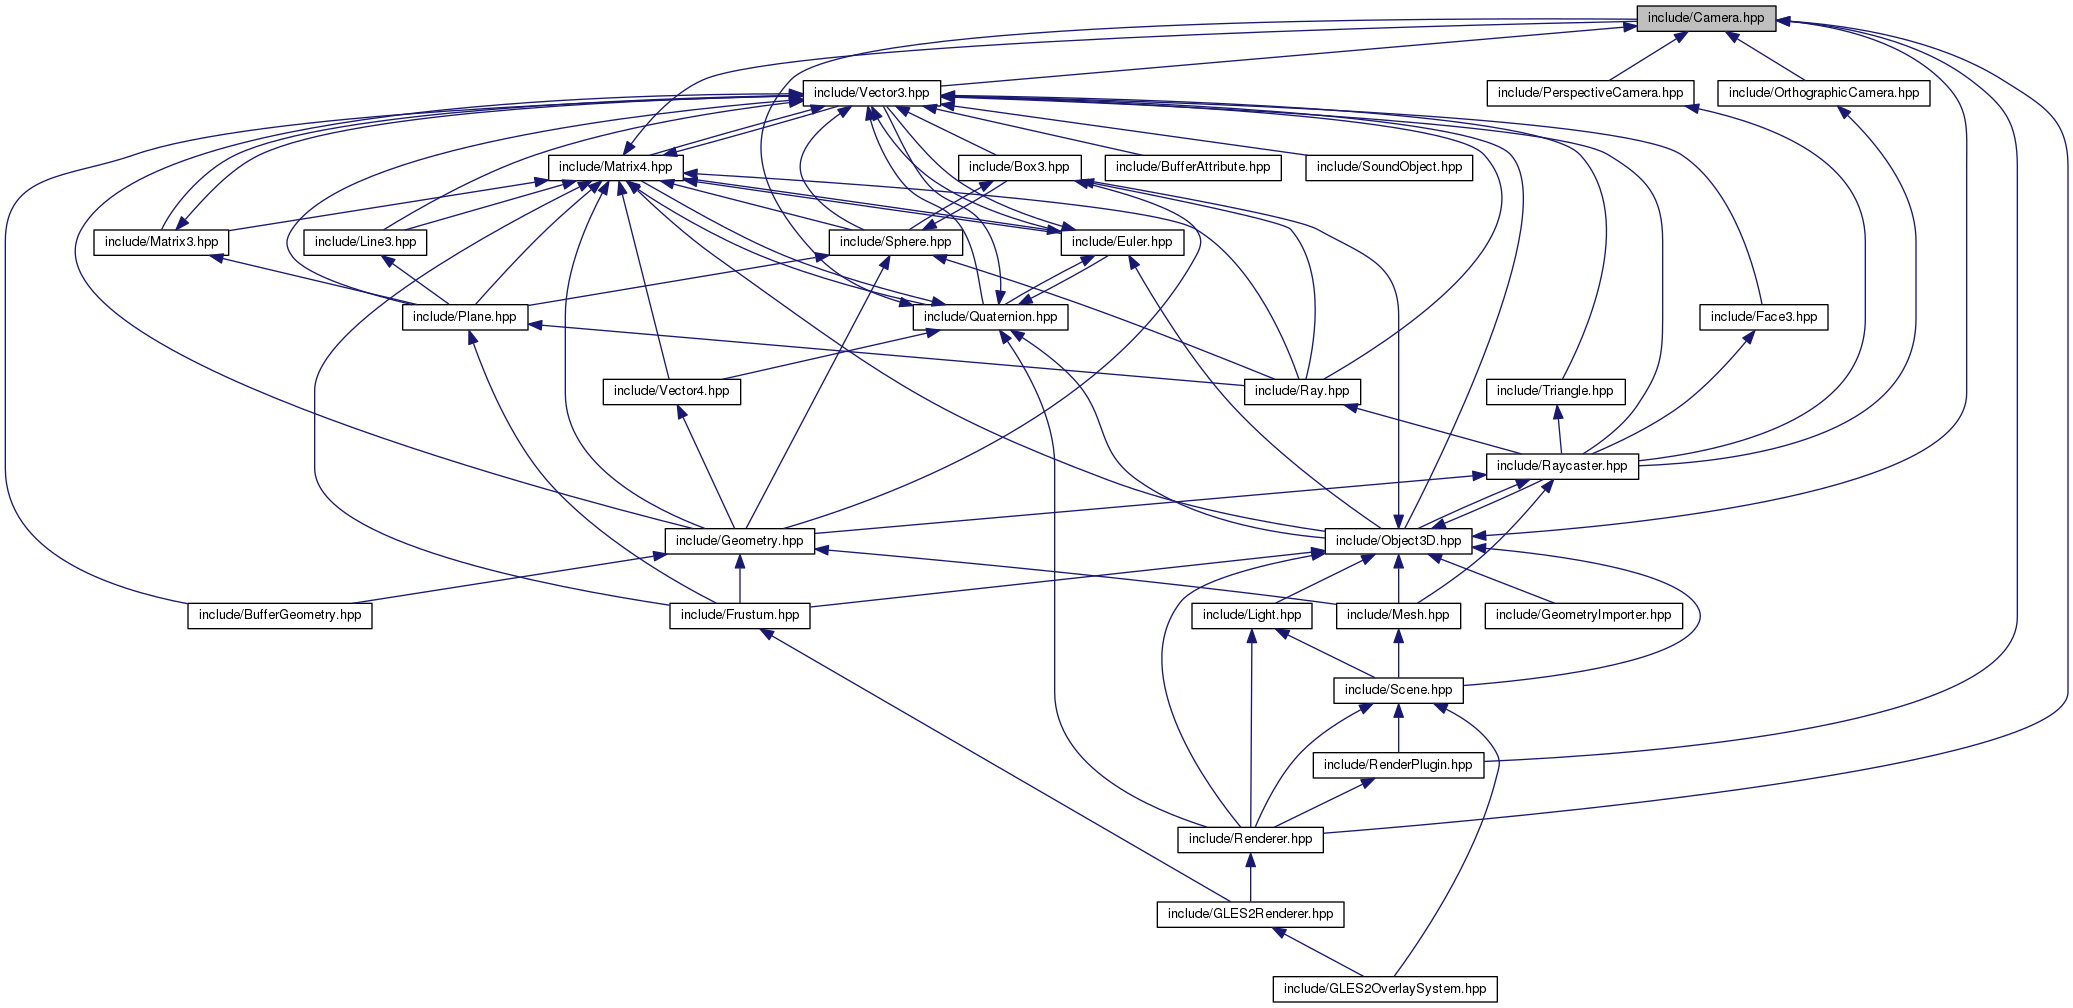 include/Camera.hpp
include/Vector3.hpp
include/PerspectiveCamera.hpp
include/OrthographicCamera.hpp
include/Matrix4.hpp
include/Box3.hpp
include/BufferAttribute.hpp
include/SoundObject.hpp
include/Matrix3.hpp
include/Line3.hpp
include/Sphere.hpp
include/Euler.hpp
include/Plane.hpp
include/Quaternion.hpp
include/Face3.hpp
include/Vector4.hpp
include/Ray.hpp
include/Triangle.hpp
include/Raycaster.hpp
include/Geometry.hpp
include/Object3D.hpp
include/BufferGeometry.hpp
include/Frustum.hpp
include/Light.hpp
include/Mesh.hpp
include/GeometryImporter.hpp
include/Scene.hpp
include/RenderPlugin.hpp
include/Renderer.hpp
include/GLES2Renderer.hpp
include/GLES2OverlaySystem.hpp